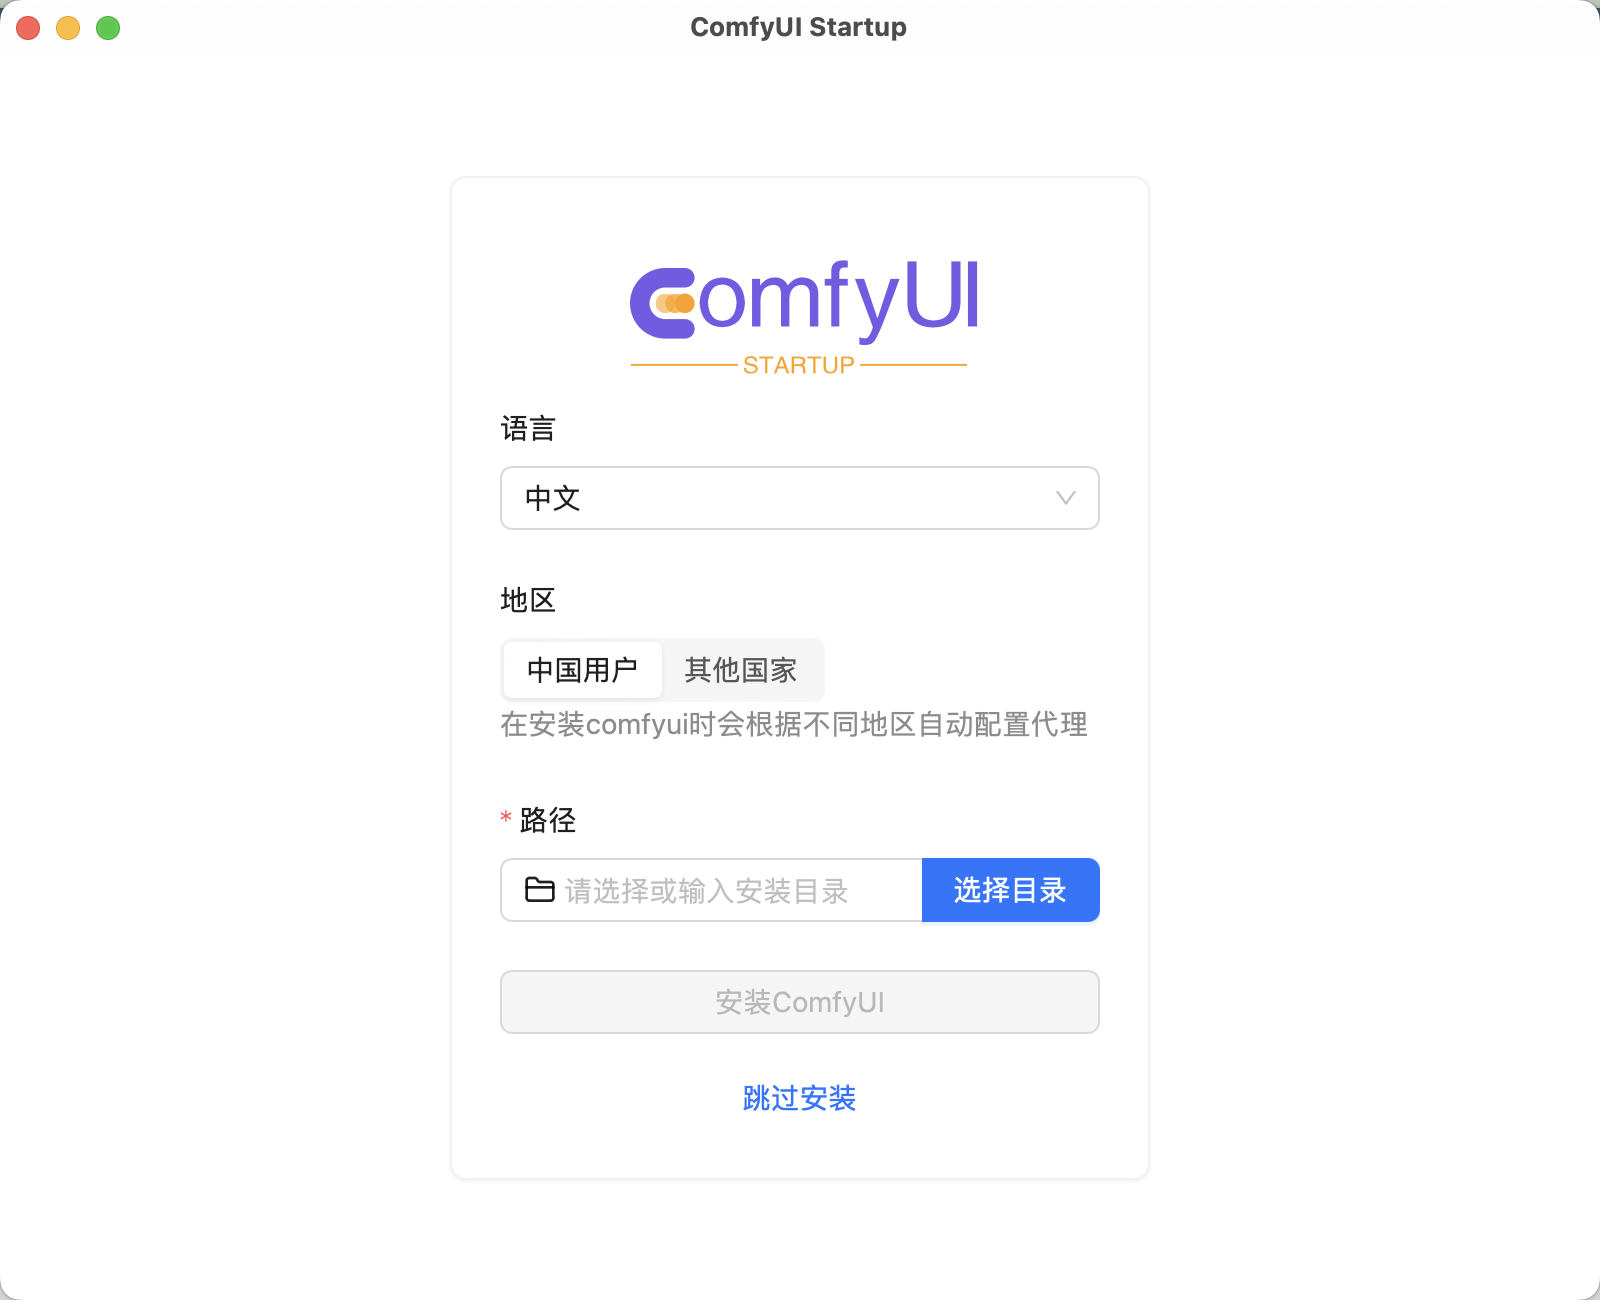 ComfyUI Startup
ComfyUI
STARTUP
语言
中文
地区
中国用户 其他国家
在安装comfyui时会根据不同地区自动配置代理
* 路径
请选择或输入安装目录 选择目录
安装ComfyUI
跳过安装